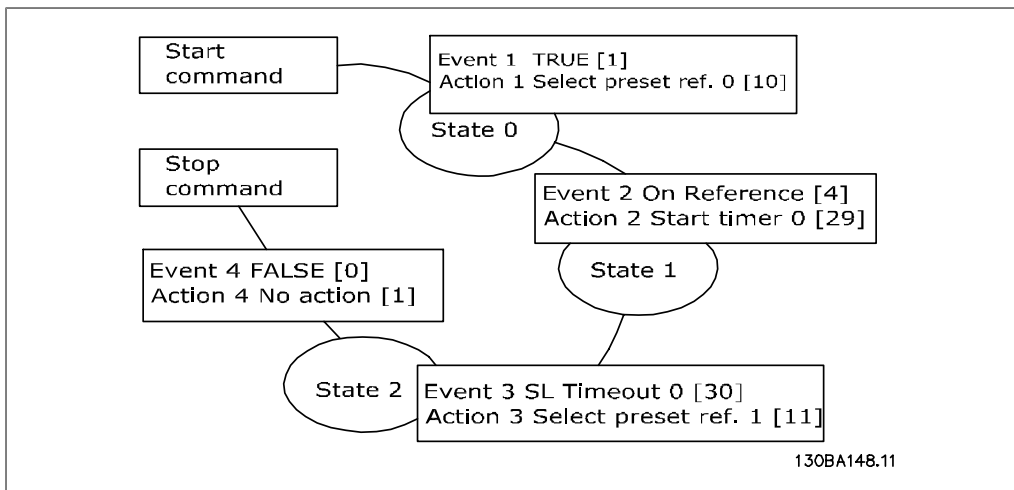 Start
command
Event 1 TRUE [1]
Action 1 Select preset ref. 0 [10]
State 0
Stop
command
Event 2 On Reference [4]
Action 2 Start timer 0 [29]
State 1
Event 4 FALSE [0]
Action 4 No action [1]
State 2
Event 3 SL Timeout 0 [30]
Action 3 Select preset ref. 1 [11]
130BA148.11